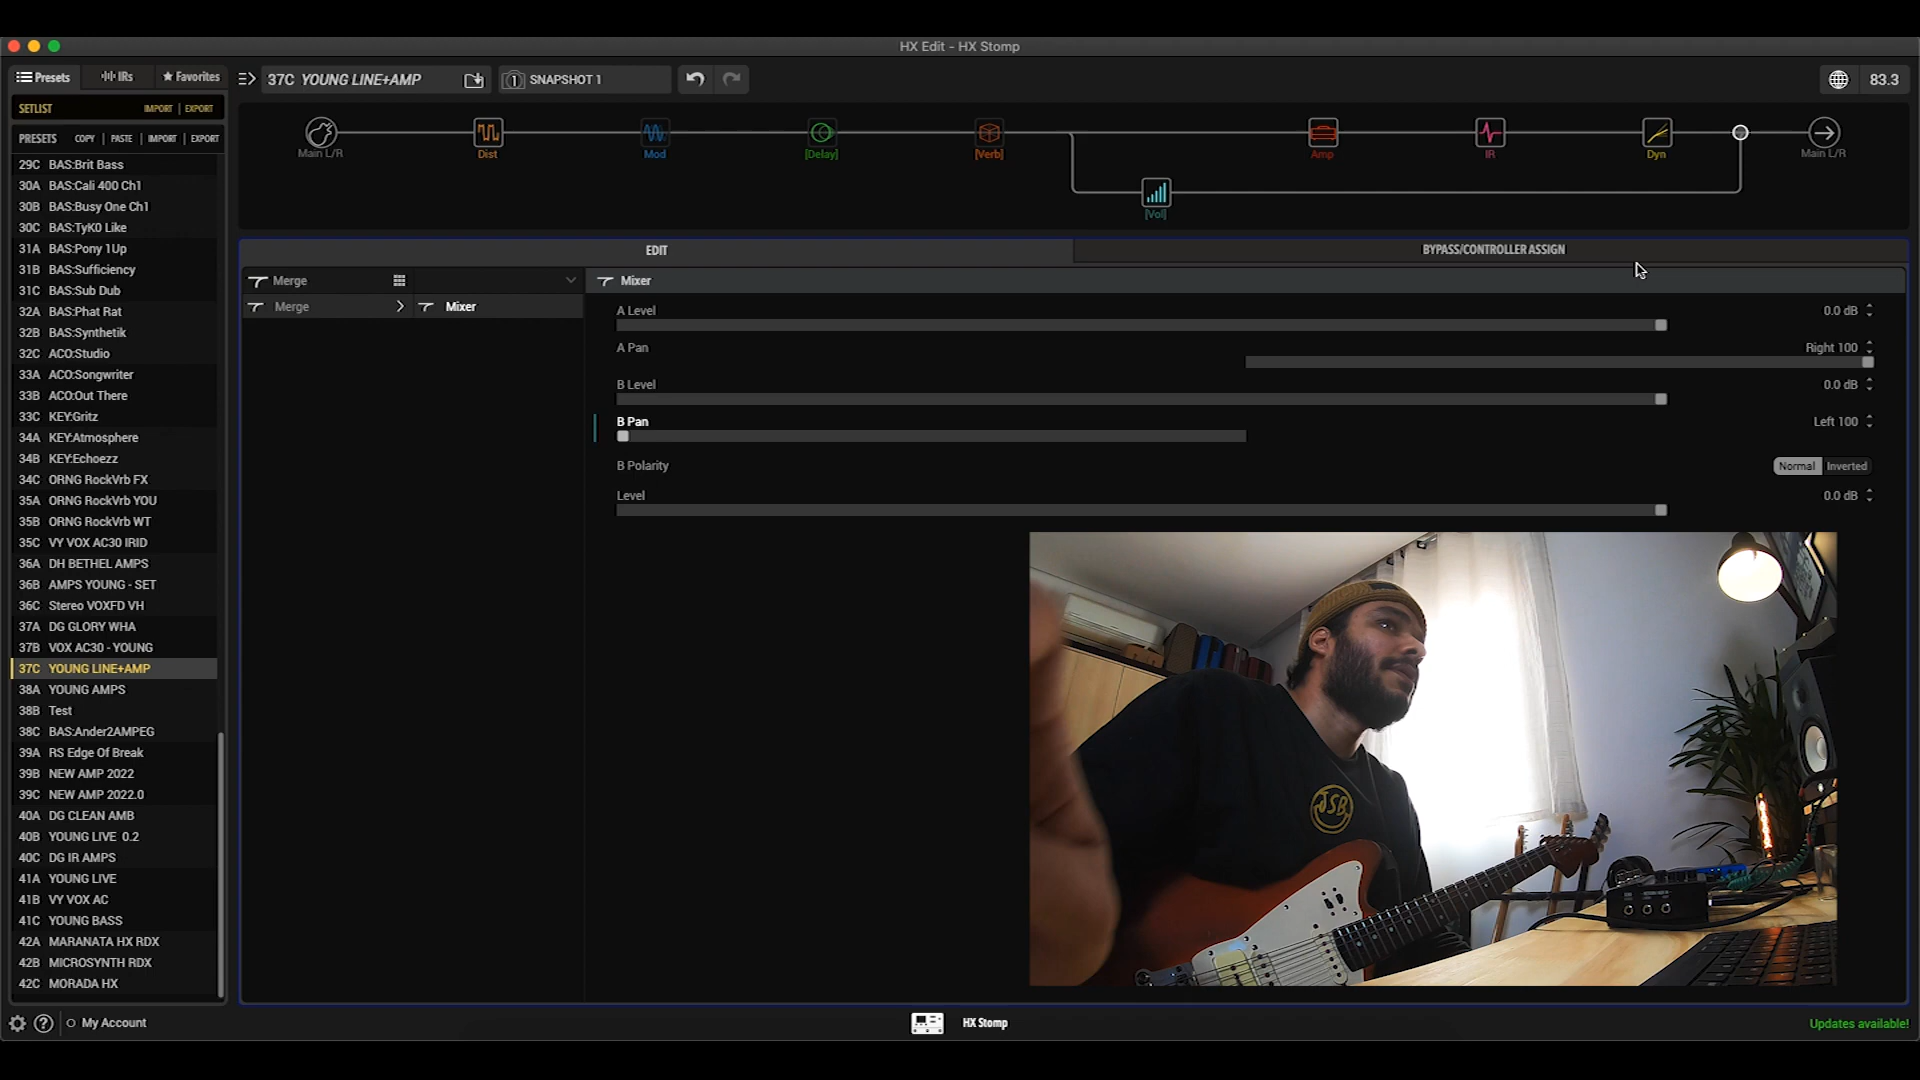 HX Edit - HX Stomp
Presets
IRs
Favorites
37C YOUNG LINE+AMP
1 SNAPSHOT 1
83.3
SETLIST IMPORT | EXPORT
PRESETS COPY | PASTE | IMPORT | EXPORT
Main L/R
Dist
Mod
[Delay]
[Verb]
Amp
IR
Dyn
Main L/R
[Vol]
29C BAS:Brit Bass
30A BAS:Cali 400 Ch1
30B BAS:Busy One Ch1
30C BAS:TyK0 Like
31A BAS:Pony 1Up
31B BAS:Sufficiency
31C BAS:Sub Dub
32A BAS:Phat Rat
32B BAS:Synthetik
32C ACO:Studio
33A ACO:Songwriter
33B ACO:Out There
33C KEY:Gritz
34A KEY:Atmosphere
34B KEY:Echoezz
34C ORNG RockVrb FX
35A ORNG RockVrb YOU
35B ORNG RockVrb WT
35C VY VOX AC30 IRID
36A DH BETHEL AMPS
36B AMPS YOUNG - SET
36C Stereo VOXFD VH
37A DG GLORY WHA
37B VOX AC30 - YOUNG
37C YOUNG LINE+AMP
38A YOUNG AMPS
38B Test
38C BAS:Ander2AMPEG
39A RS Edge Of Break
39B NEW AMP 2022
39C NEW AMP 2022.0
40A DG CLEAN AMB
40B YOUNG LIVE 0.2
40C DG IR AMPS
41A YOUNG LIVE
41B VY VOX AC
41C YOUNG BASS
42A MARANATA HX RDX
42B MICROSYNTH RDX
42C MORADA HX
EDIT
BYPASS/CONTROLLER ASSIGN
Merge
Merge
Mixer
Mixer
A Level 0.0 dB
A Pan Right 100
B Level 0.0 dB
B Pan Left 100
B Polarity Normal Inverted
Level 0.0 dB
JSB
My Account
HX Stomp
Updates available!